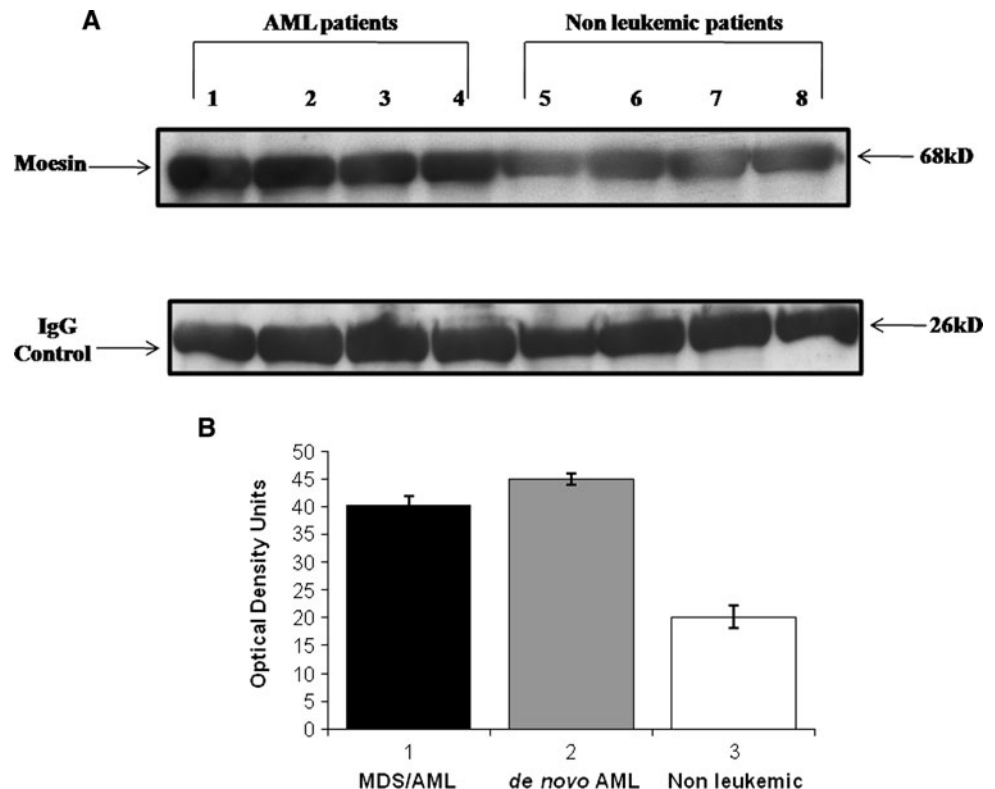 A
AML patients Non leukemic patients
1 2 3 4 5 6 7 8
Moesin 68kD
IgG
Control 26kD
B
Optical Density Units
50
45
40
35
30
25
20
15
10
5
0
1 2 3
MDS/AML de novo AML Non leukemic